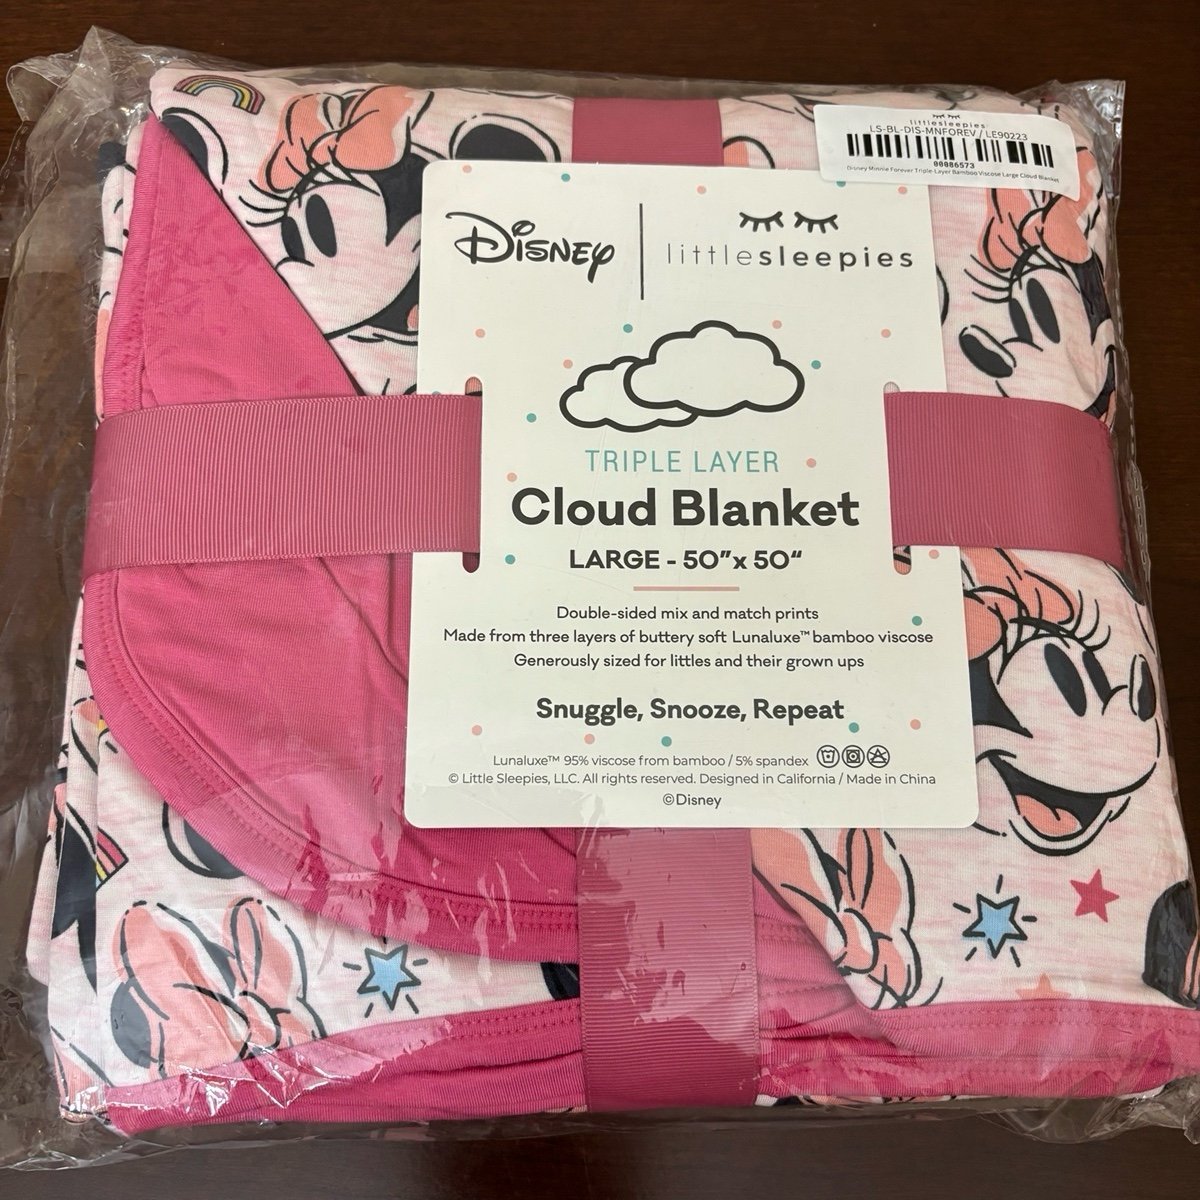 littlesleepies
LS-BL-DIS-MNFOREV / LE90223
00086573
Disney Minnie Forever Triple-Layer Bamboo Viscose Large Cloud Blanket
Disney
littlesleepies
TRIPLE LAYER
Cloud Blanket
LARGE - 50”x 50“
Double-sided mix and match prints
Made from three layers of buttery soft Lunaluxe™ bamboo viscose
Generously sized for littles and their grown ups
Snuggle, Snooze, Repeat
Lunaluxe™ 95% viscose from bamboo / 5% spandex
© Little Sleepies, LLC. All rights reserved. Designed in California / Made in China
©Disney